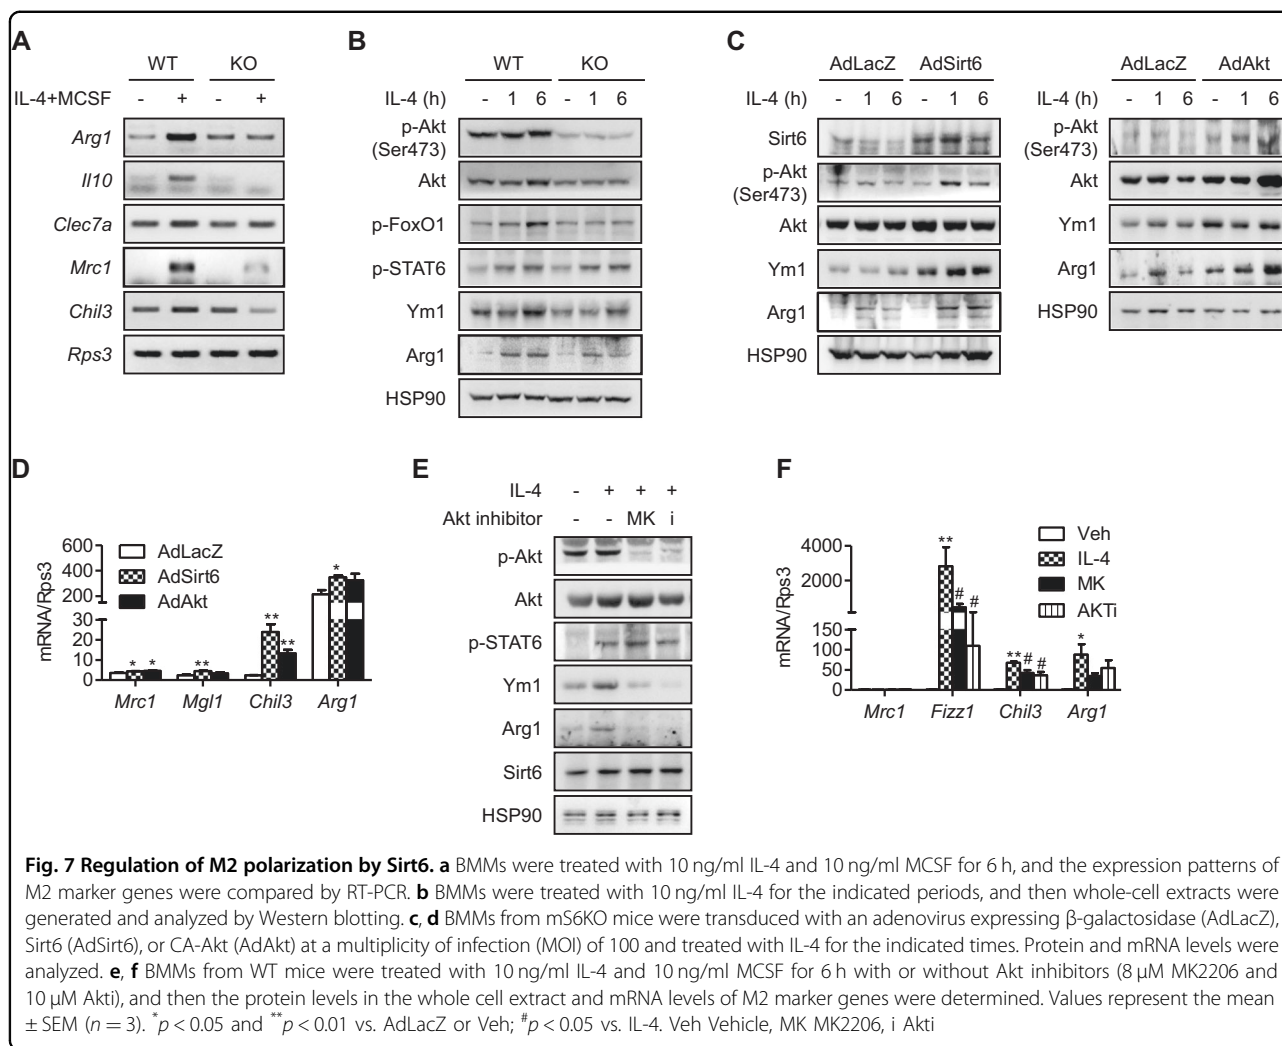 A
WT KO
IL-4+MCSF - + - +
Arg1
Il10
Clec7a
Mrc1
Chil3
Rps3
B
WT KO
IL-4 (h) - 1 6 - 1 6
p-Akt
(Ser473)
Akt
p-FoxO1
p-STAT6
Ym1
Arg1
HSP90
C
AdLacZ AdSirt6
IL-4 (h) - 1 6 - 1 6
Sirt6
p-Akt
(Ser473)
Akt
Ym1
Arg1
HSP90
AdLacZ AdAkt
IL-4 (h) - 1 6 - 1 6
p-Akt
(Ser473)
Akt
Ym1
Arg1
HSP90
D
mRNA/Rps3
600
400
200
30
20
10
0
AdLacZ
AdSirt6
AdAkt
* * ** ** ** *
Mrc1 Mgl1 Chil3 Arg1
E
IL-4 - + + +
Akt inhibitor - - MK i
p-Akt
Akt
p-STAT6
Ym1
Arg1
Sirt6
HSP90
F
mRNA/Rps3
4000
2000
150
100
50
0
Veh
IL-4
MK
AKTi
** # # ** # # *
Mrc1 Fizz1 Chil3 Arg1
Fig. 7 Regulation of M2 polarization by Sirt6. a BMMs were treated with 10 ng/ml IL-4 and 10 ng/ml MCSF for 6 h, and the expression patterns of
M2 marker genes were compared by RT-PCR. b BMMs were treated with 10 ng/ml IL-4 for the indicated periods, and then whole-cell extracts were
generated and analyzed by Western blotting. c, d BMMs from mS6KO mice were transduced with an adenovirus expressing β-galactosidase (AdLacZ),
Sirt6 (AdSirt6), or CA-Akt (AdAkt) at a multiplicity of infection (MOI) of 100 and treated with IL-4 for the indicated times. Protein and mRNA levels were
analyzed. e, f BMMs from WT mice were treated with 10 ng/ml IL-4 and 10 ng/ml MCSF for 6 h with or without Akt inhibitors (8 μM MK2206 and
10 μM Akti), and then the protein levels in the whole cell extract and mRNA levels of M2 marker genes were determined. Values represent the mean
± SEM (n = 3). *p < 0.05 and **p < 0.01 vs. AdLacZ or Veh; #p < 0.05 vs. IL-4. Veh Vehicle, MK MK2206, i Akti